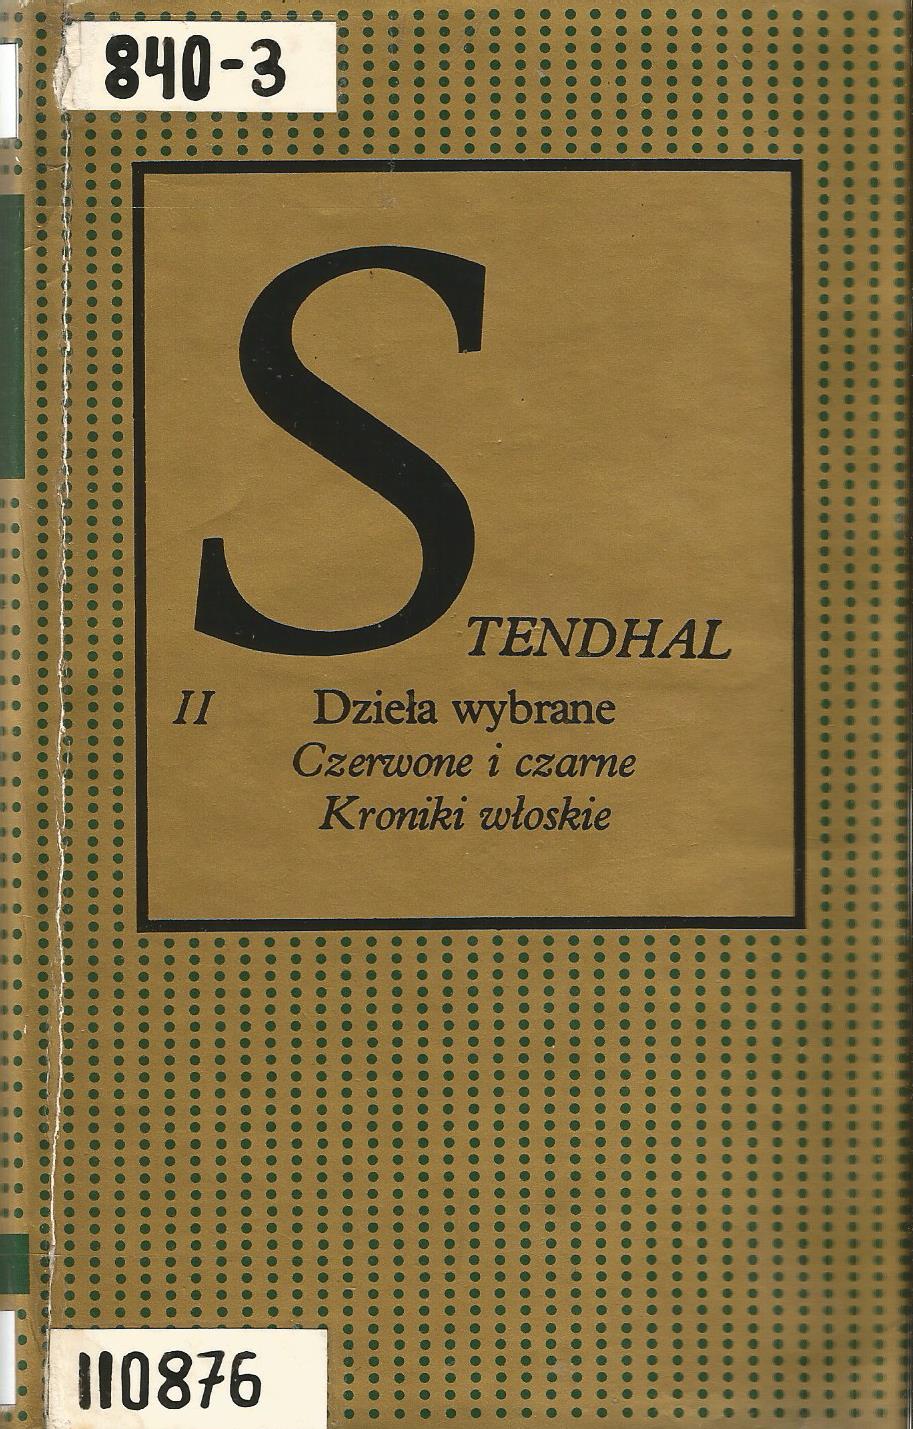 840-3
STENDHAL
II Dzieła wybrane
Czerwone i czarne
Kroniki włoskie
110876